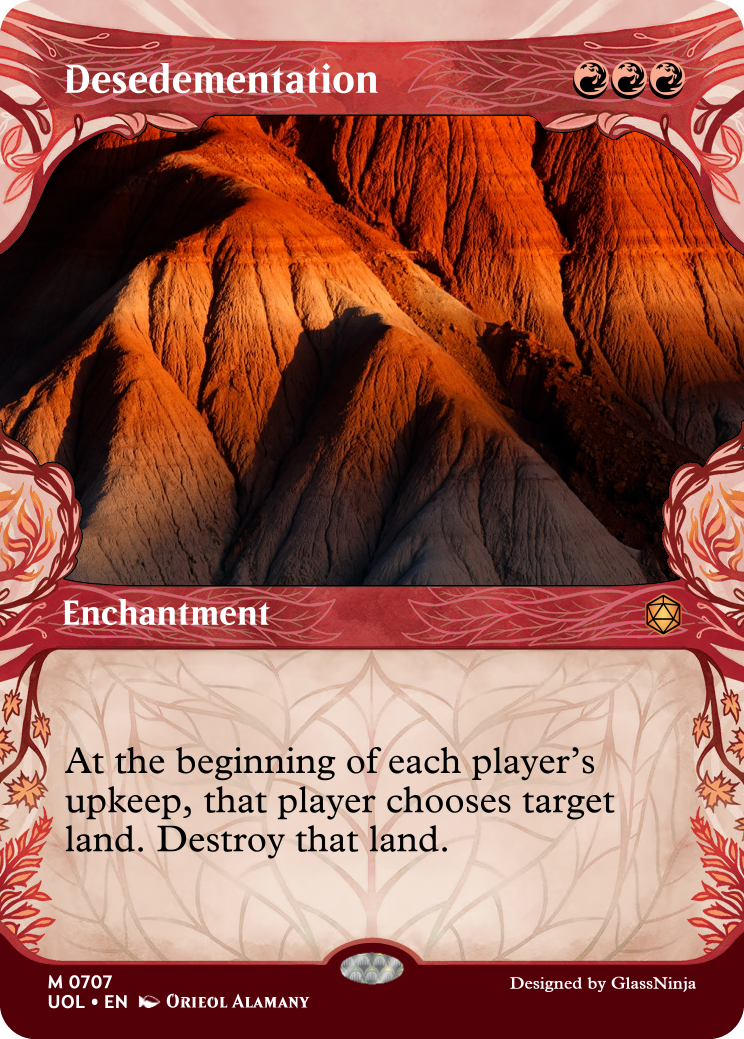 Desedementation
Enchantment
At the beginning of each player's
upkeep, that player chooses target
land. Destroy that land.
M 0707
UOL • EN ORIEOL ALAMANY
Designed by GlassNinja